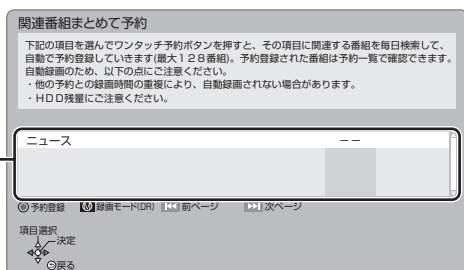 関連番組まとめて予約
下記の項目を選んでワンタッチ予約ボタンを押すと、その項目に関連する番組を毎日検索して、
自動で予約登録していきます(最大128番組)。予約登録された番組は予約一覧で確認できます。
自動録画のため、以下の点にご注意ください。
・他の予約との録画時間の重複により、自動録画されない場合があります。
・HDD残量にご注意ください。
ニュース －－
予約登録 録画モード(DR) 前ページ 次ページ
項目選択
決定
戻る